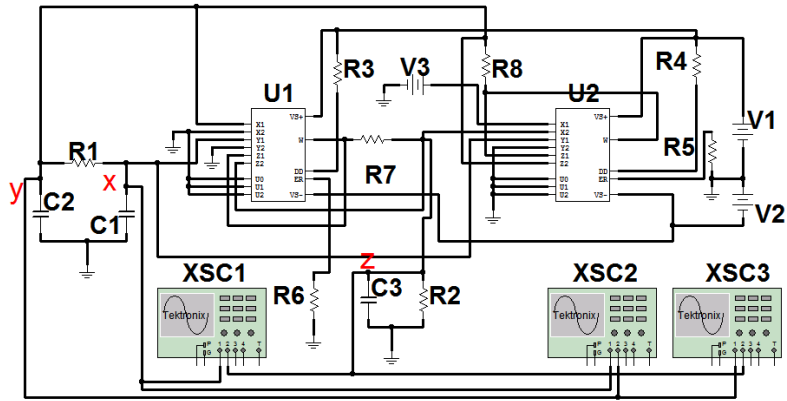 R3
V3
R8
R4
U1
U2
X1
X2
Y1
Y2
Z1
Z2
U0
U1
U2
VS+
W
DD
ER
VS-
X1
X2
Y1
Y2
Z1
Z2
U0
U1
U2
VS+
W
DD
ER
VS-
V1
R1
R7
R5
y
x
C2
C1
V2
z
XSC1
XSC2
XSC3
R6
C3
R2
Tektronix
P
G
1 2 3 4
T
Tektronix
P
G
1 2 3 4
T
Tektronix
P
G
1 2 3 4
T